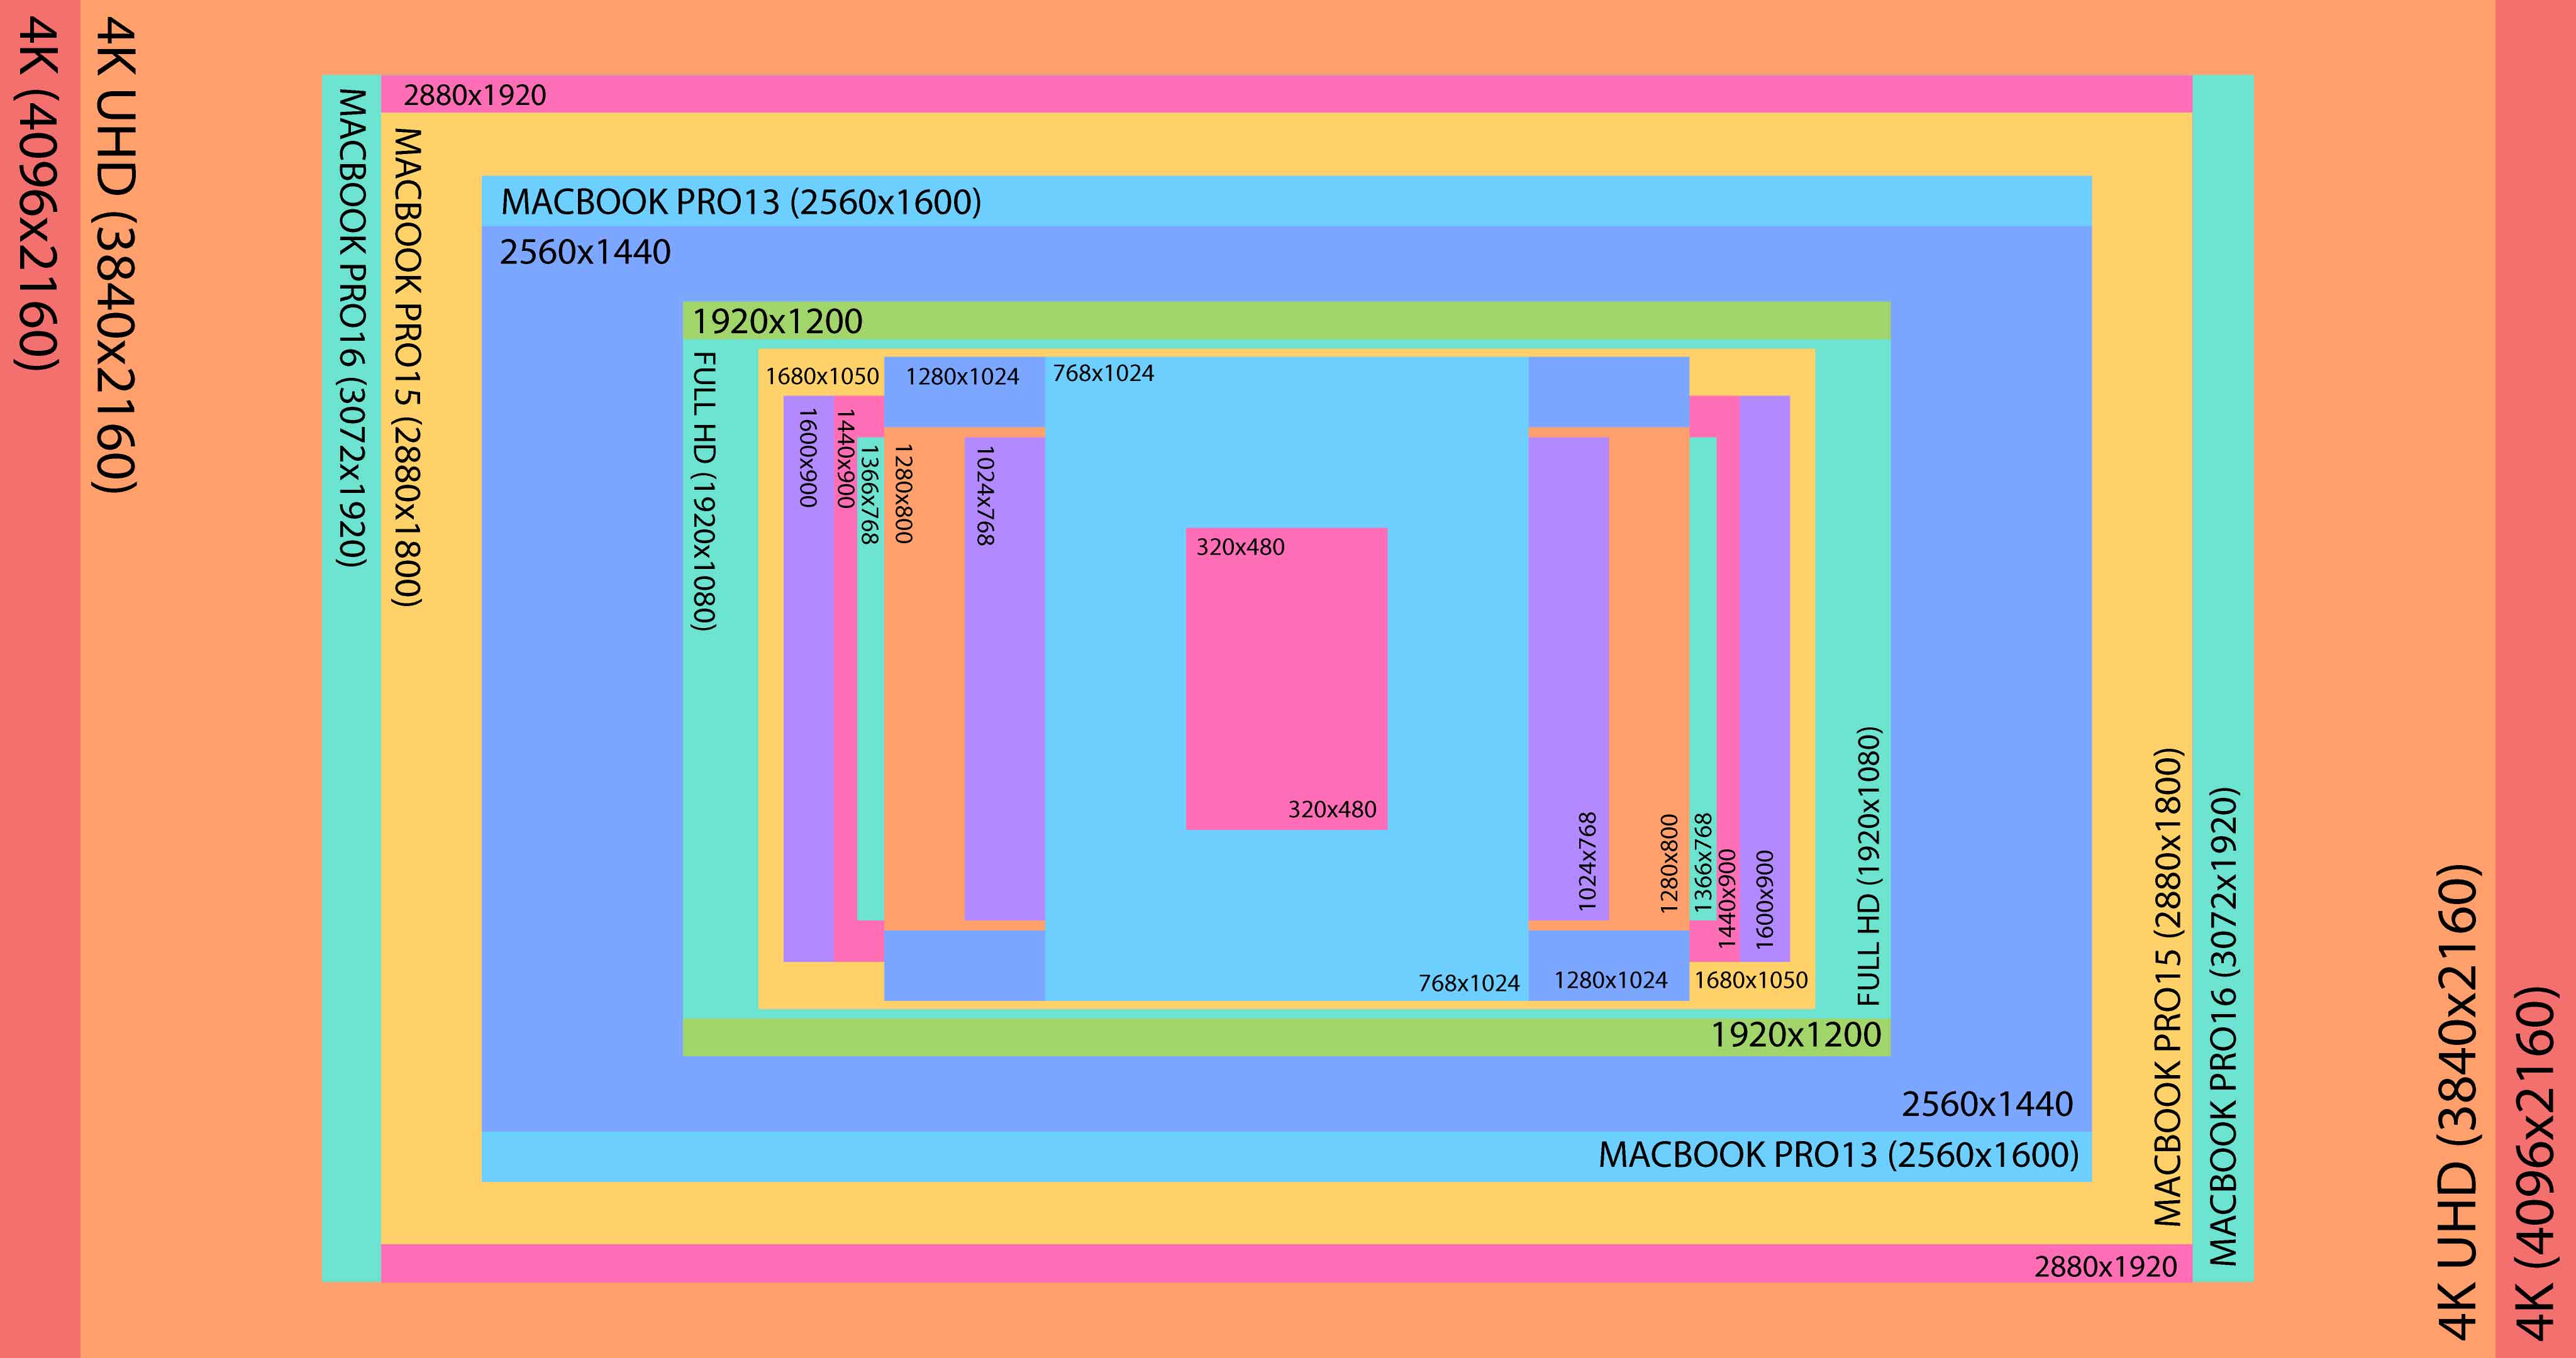 4K (4096x2160)
4K UHD (3840x2160)
MACBOOK PRO16 (3072x1920)
2880x1920
MACBOOK PRO15 (2880x1800)
MACBOOK PRO13 (2560x1600)
2560x1440
1920x1200
FULL HD (1920x1080)
1680x1050
1280x1024
768x1024
1600x900
1440x900
1366x768
1280x800
1024x768
320x480
320x480
1024x768
1280x800
1366x768
1440x900
1600x900
768x1024
1280x1024
1680x1050
FULL HD (1920x1080)
1920x1200
2560x1440
MACBOOK PRO13 (2560x1600)
MACBOOK PRO15 (2880x1800)
2880x1920
MACBOOK PRO16 (3072x1920)
4K UHD (3840x2160)
4K (4096x2160)